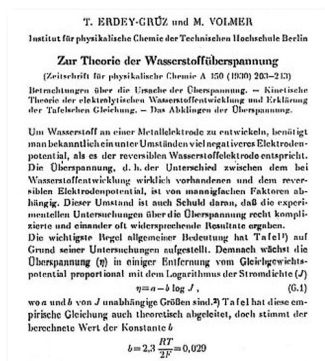 T. ERDEY-GRÚZ und M. VOLMER
Institut für physikalische Chemie der Technischen Hochschule Berlin
Zur Theorie der Wasserstoffüberspannung
(Zeitschrift für physikalische Chemie A 150 (1930) 203–213)
Betrachtungen über die Ursache der Überspannung. — Kinetische
Theorie der elektrolytischen Wasserstoffentwicklung und Erklärung
der Tafelschen Gleichung. — Das Abklingen der Überspannung.
Um Wasserstoff an einer Metallelektrode zu entwickeln, benötigt
man bekanntlich ein unter Umständen viel negativeres Elektroden-
potential, als es der reversiblen Wasserstoffelektrode entspricht.
Die Überspannung, d. h. der Unterschied zwischen dem bei
Wasserstoffentwicklung wirklich vorhandenen und dem rever-
siblen Elektrodenpotential, ist von mannigfachen Faktoren ab-
hängig. Dieser Umstand ist auch Schuld daran, daß die experi-
mentellen Untersuchungen über die Überspannung recht kompli-
zierte und einander oft widersprechende Resultate ergaben.
Die wichtigste Regel allgemeiner Bedeutung hat Tafel¹) auf
Grund seiner Untersuchungen aufgestellt. Demnach wächst die
Überspannung (η) in einiger Entfernung vom Gleichgewichts-
potential proportional mit dem Logarithmus der Stromdichte (J)
η=a−b log J , (6.1)
wo a und b von J unabhängige Größen sind.²) Tafel hat diese em-
pirische Gleichung auch theoretisch abgeleitet, doch stimmt der
berechnete Wert der Konstante b
b=2,3 RT/2F=0,029